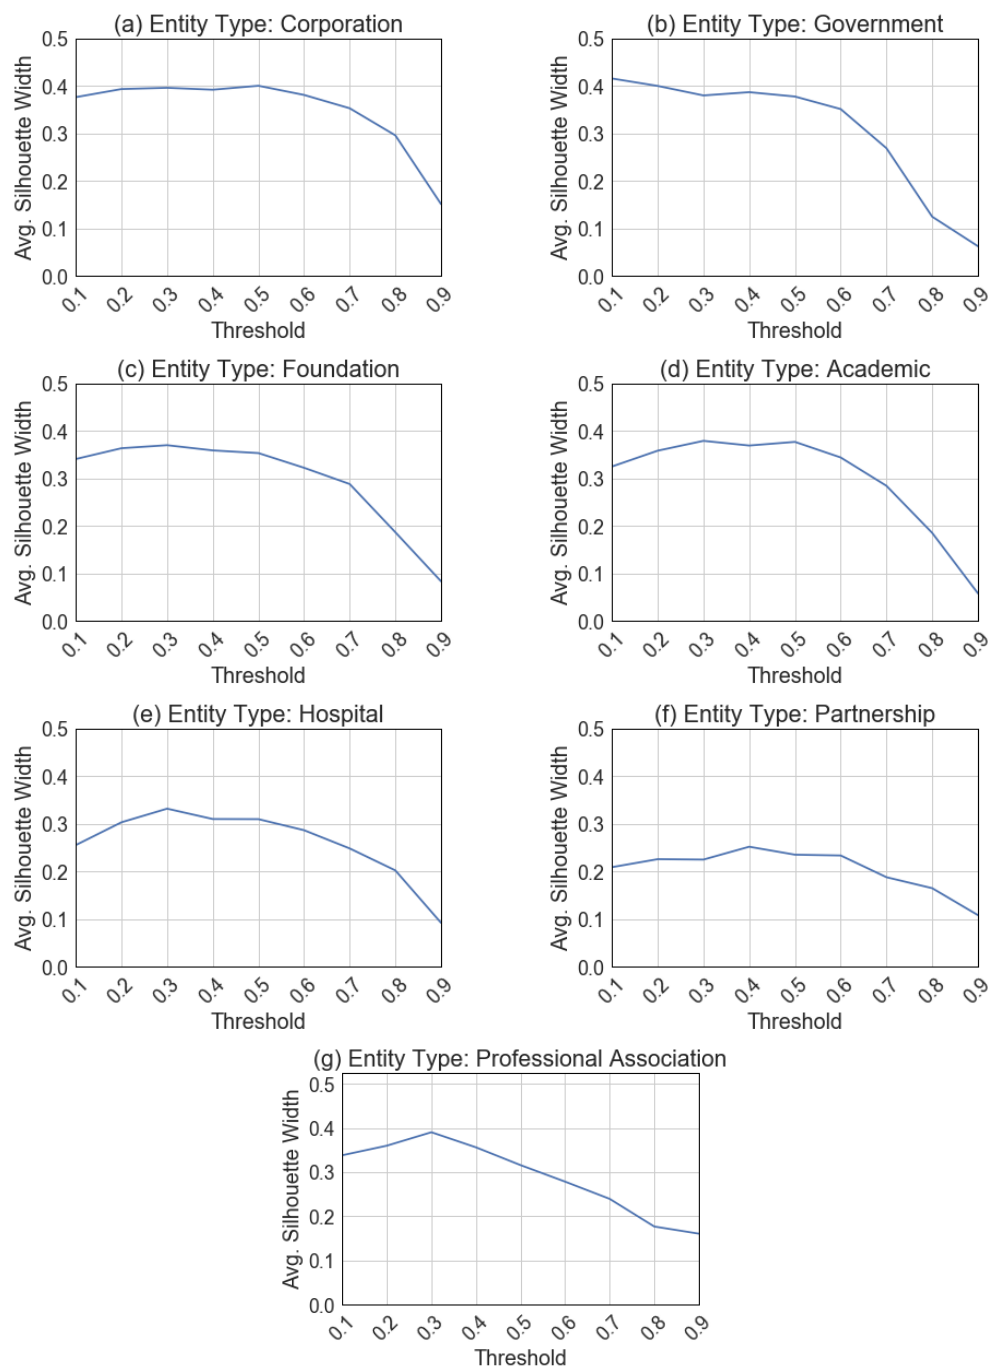 (a) Entity Type: Corporation
Avg. Silhouette Width
0.5
0.4
0.3
0.2
0.1
0.0
0.1 0.2 0.3 0.4 0.5 0.6 0.7 0.8 0.9
Threshold
(b) Entity Type: Government
Avg. Silhouette Width
0.5
0.4
0.3
0.2
0.1
0.0
0.1 0.2 0.3 0.4 0.5 0.6 0.7 0.8 0.9
Threshold
(c) Entity Type: Foundation
Avg. Silhouette Width
0.5
0.4
0.3
0.2
0.1
0.0
0.1 0.2 0.3 0.4 0.5 0.6 0.7 0.8 0.9
Threshold
(d) Entity Type: Academic
Avg. Silhouette Width
0.5
0.4
0.3
0.2
0.1
0.0
0.1 0.2 0.3 0.4 0.5 0.6 0.7 0.8 0.9
Threshold
(e) Entity Type: Hospital
Avg. Silhouette Width
0.5
0.4
0.3
0.2
0.1
0.0
0.1 0.2 0.3 0.4 0.5 0.6 0.7 0.8 0.9
Threshold
(f) Entity Type: Partnership
Avg. Silhouette Width
0.5
0.4
0.3
0.2
0.1
0.0
0.1 0.2 0.3 0.4 0.5 0.6 0.7 0.8 0.9
Threshold
(g) Entity Type: Professional Association
Avg. Silhouette Width
0.5
0.4
0.3
0.2
0.1
0.0
0.1 0.2 0.3 0.4 0.5 0.6 0.7 0.8 0.9
Threshold